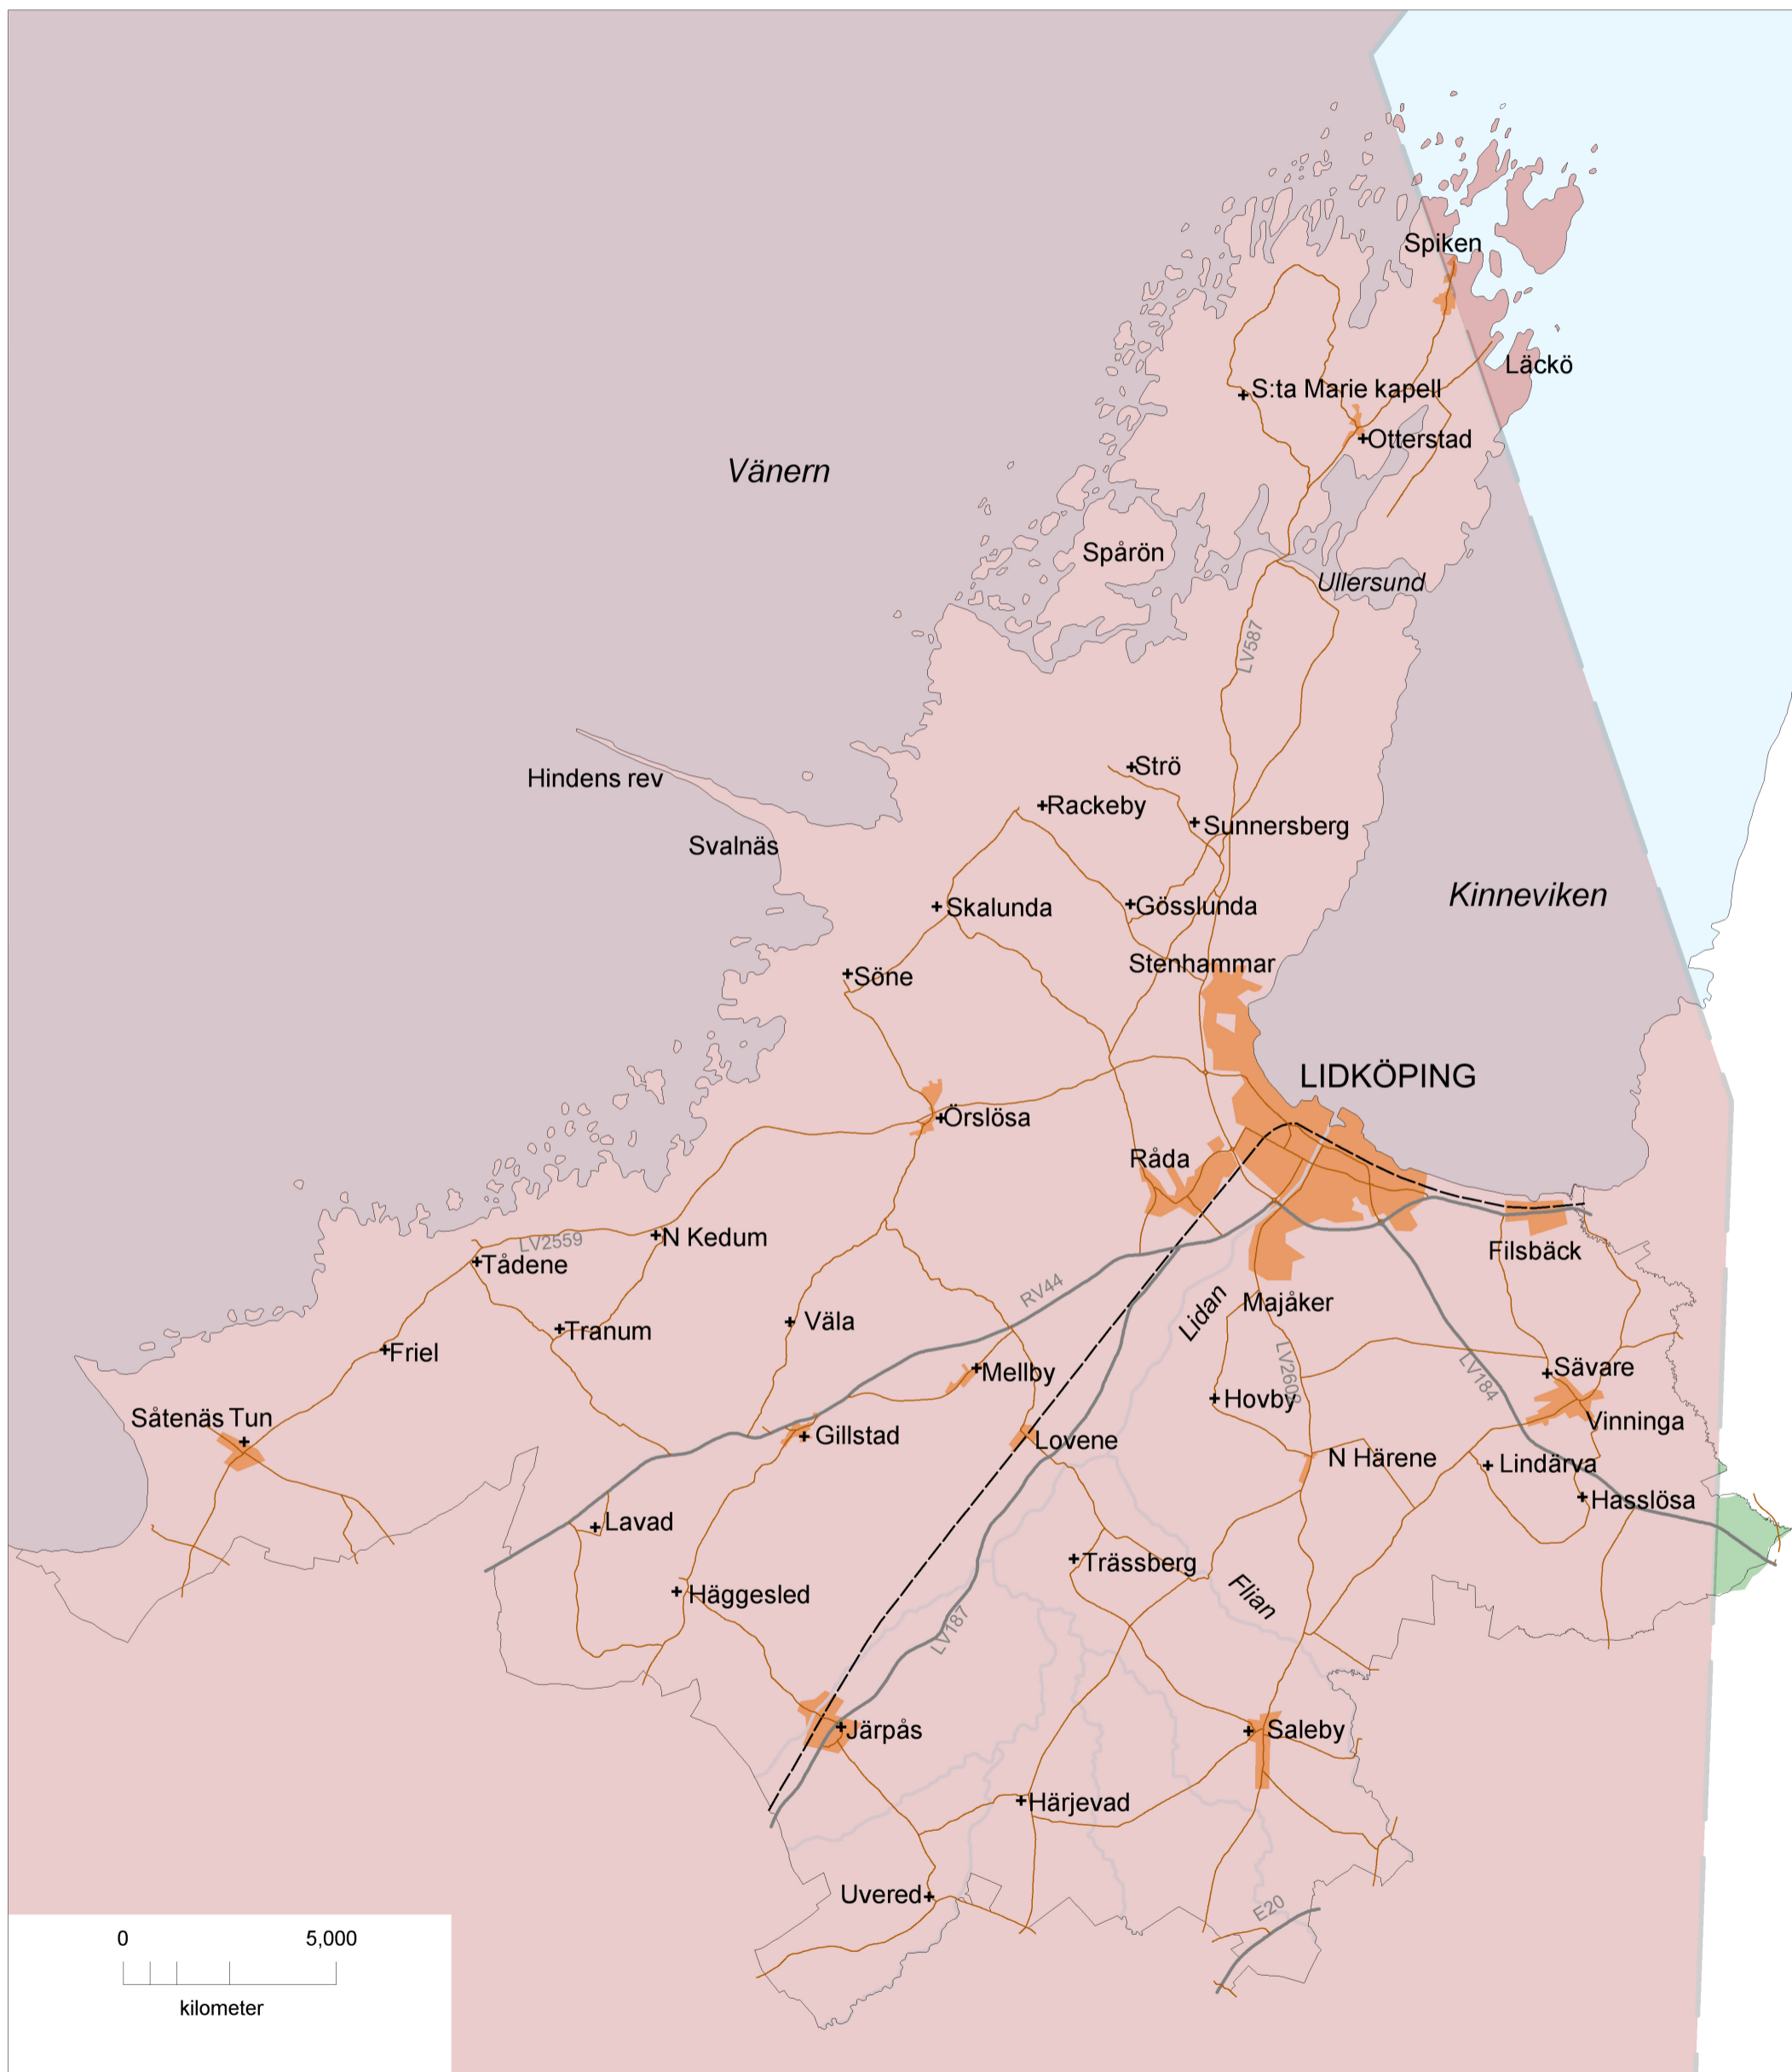 Spiken
Läckö
S:ta Marie kapell
Otterstad
Vänern
Spårön
Ullersund
LV587
Strö
Hindens rev
Rackeby
Sunnersberg
Svalnäs
Kinneviken
Skalunda
Gösslunda
Stenhammar
Söne
LIDKÖPING
Örslösa
Råda
N Kedum
LV2559
Tådene
Filsbäck
RV44
Lidan
Majåker
Väla
Tranum
Friel
Mellby
LV184
Sävare
Hovby
Såtenäs Tun
Vinninga
Gillstad
Lovene
N Härene
Lindärva
Hasslösa
Lavad
Trässberg
Häggesled
Flian
LV187
Järpås
Saleby
Härjevad
Uvered
E20
0 5,000
kilometer